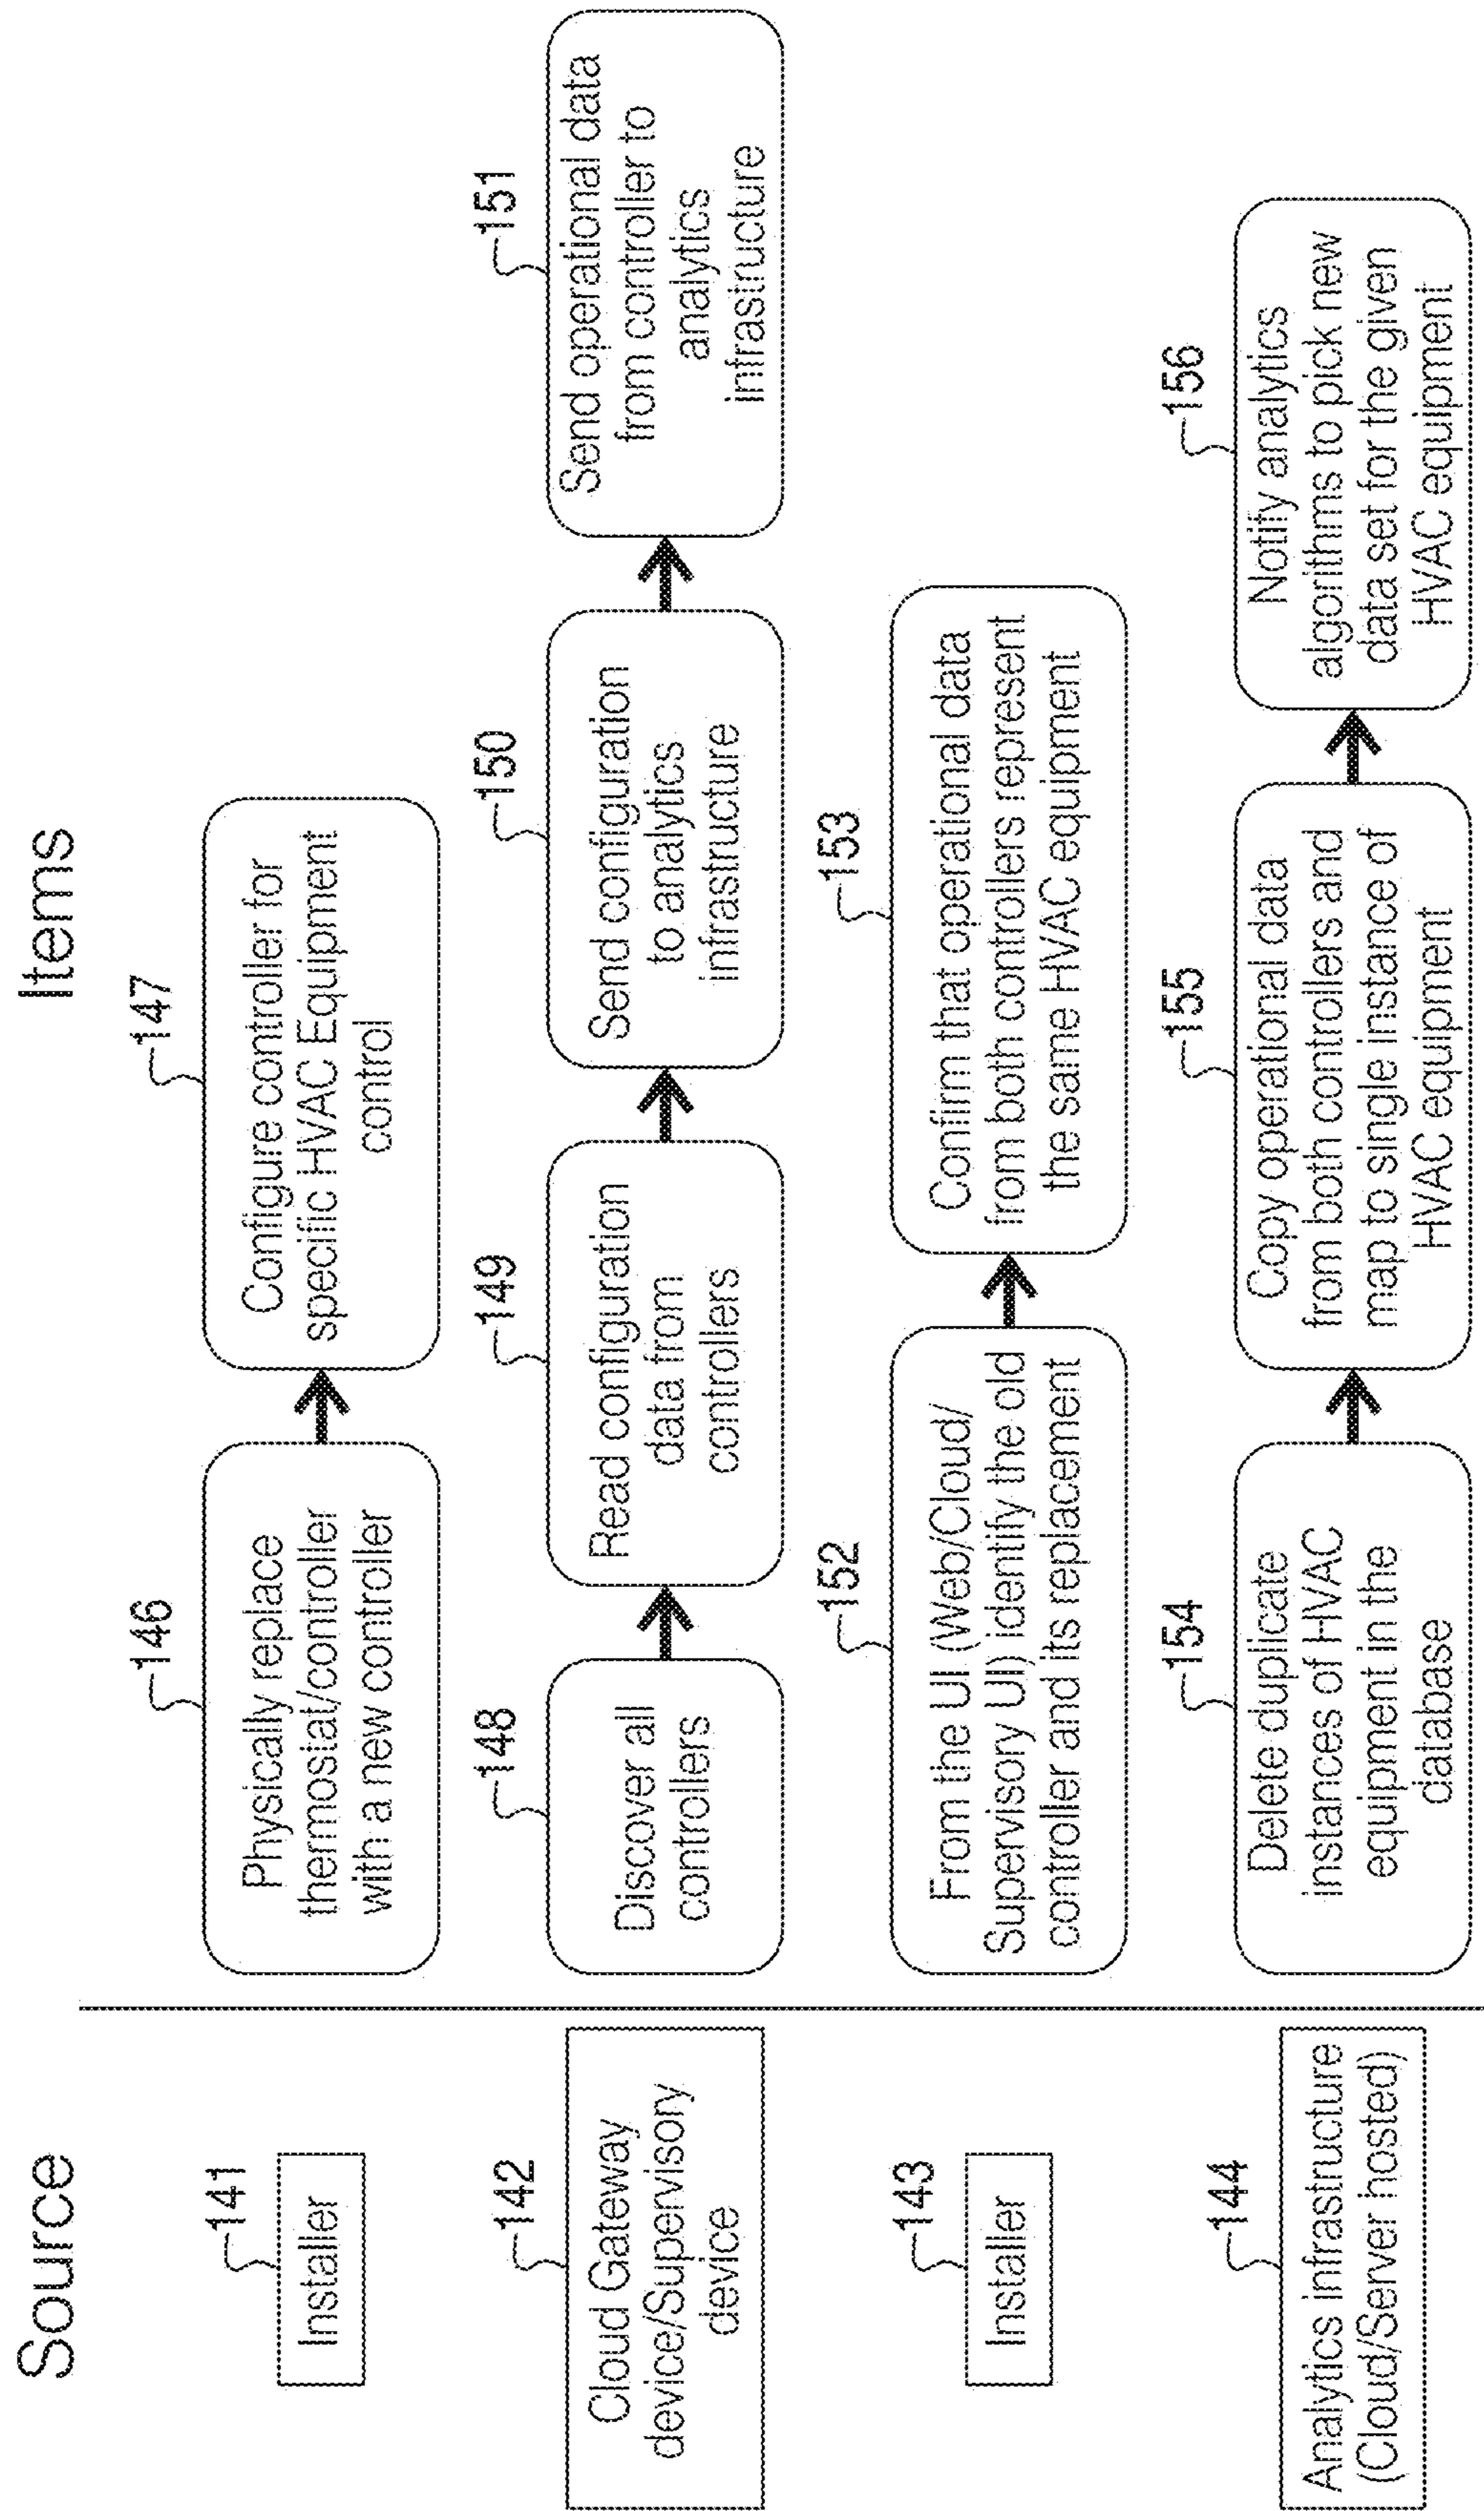 Source
Items
141
Installer
146
Physically replace
thermostat/controller
with a new controller
147
Configure controller for
specific HVAC Equipment
control
142
Cloud Gateway
device/Supervisory
device
148
Discover all
controllers
149
Read configuration
data from
controllers
150
Send configuration
to analytics
infrastructure
151
Send operational data
from controller to
analytics
infrastructure
143
Installer
152
From the UI (Web/Cloud/
Supervisory UI) identify the old
controller and its replacement
153
Confirm that operational data
from both controllers represent
the same HVAC equipment
144
Analytics Infrastructure
(Cloud/Server hosted)
154
Delete duplicate
instances of HVAC
equipment in the
database
155
Copy operational data
from both controllers and
map to single instance of
HVAC equipment
156
Notify analytics
algorithms to pick new
data set for the given
HVAC equipment